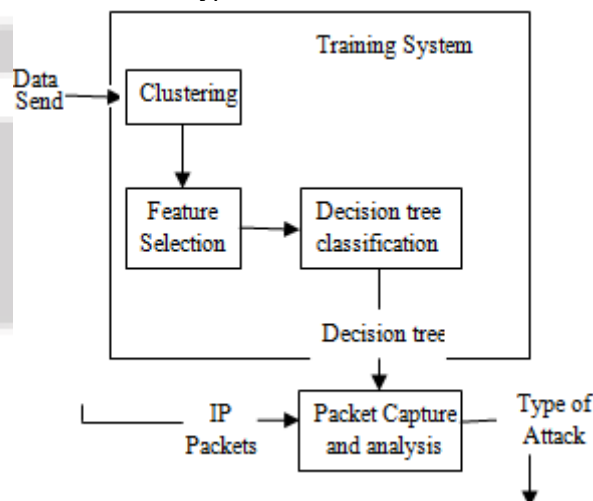 Training System
Data
Send
Clustering
Feature
Selection
Decision tree
classification
Decision tree
IP
Packets
Packet Capture
and analysis
Type of
Attack